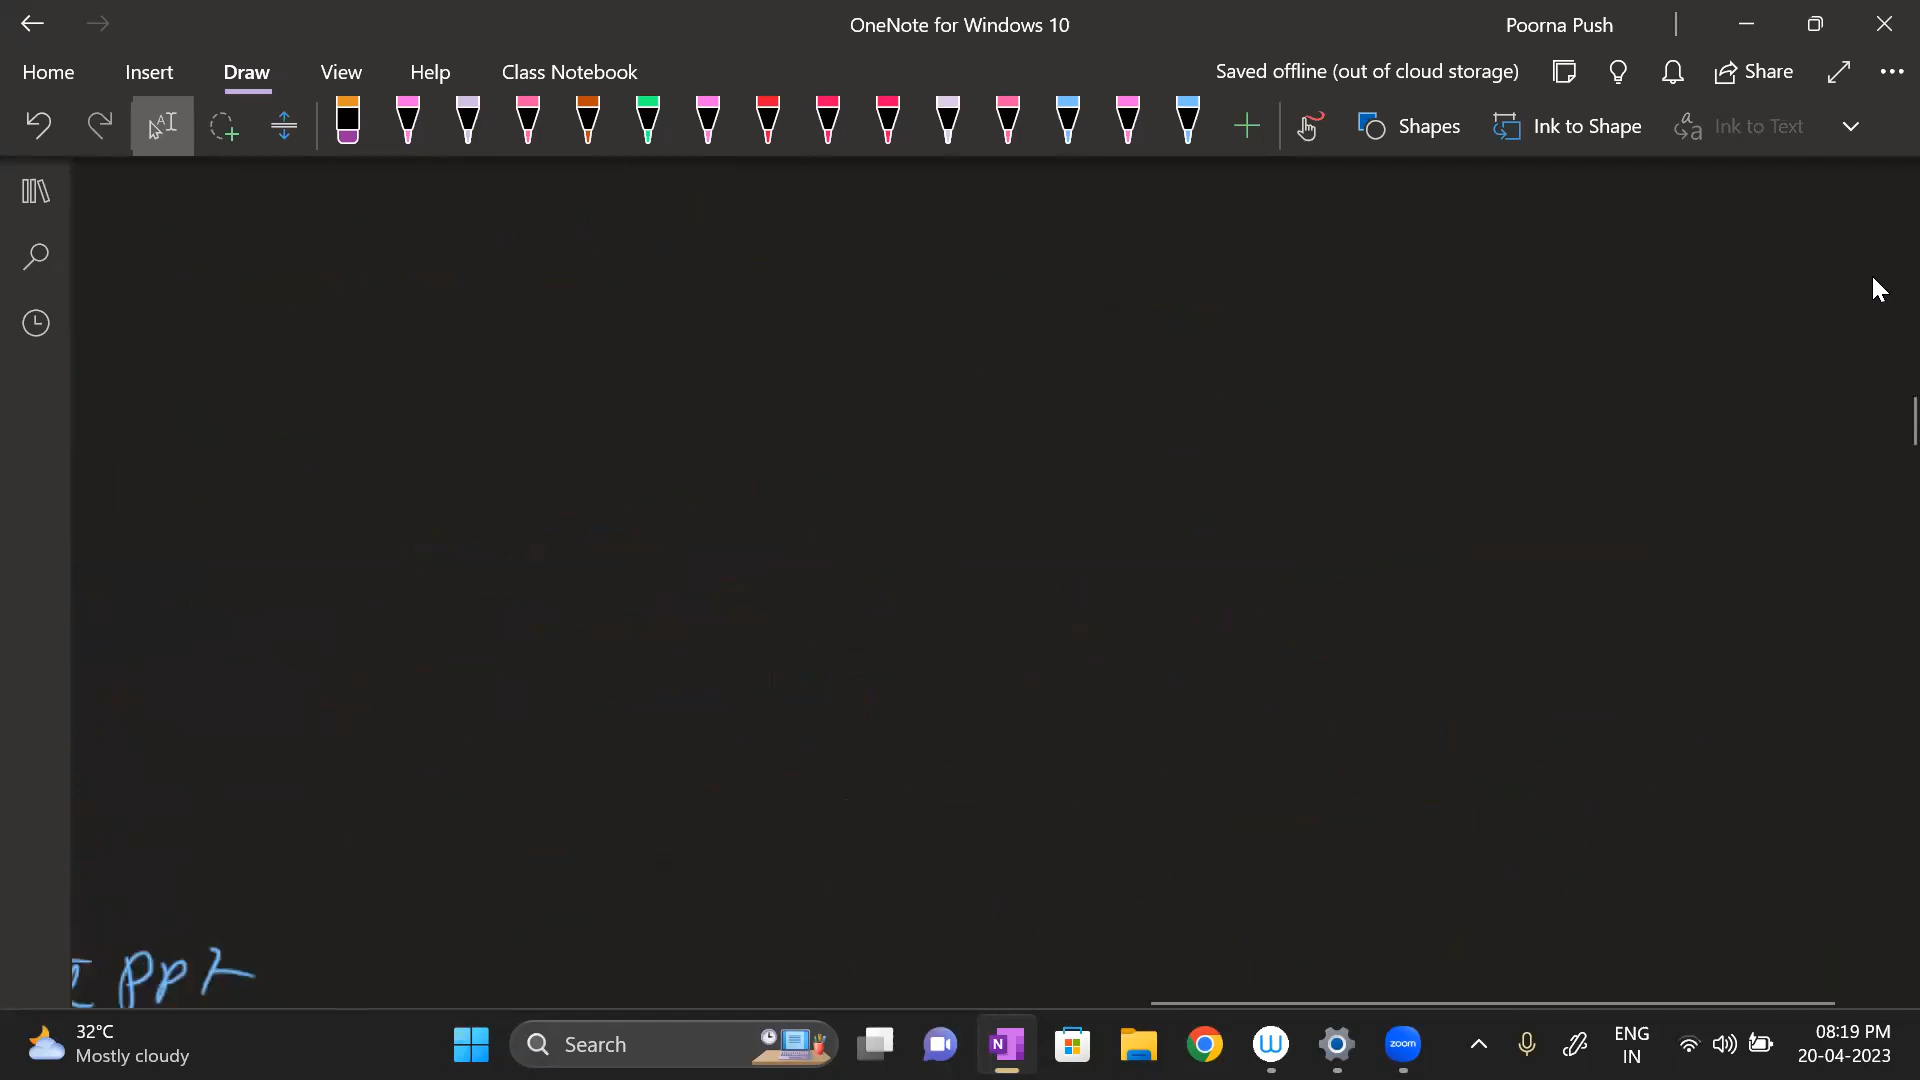 OneNote for Windows 10
Poorna Push
Home
Insert
Draw
View
Help
Class Notebook
Saved offline (out of cloud storage)
Share
Shapes
Ink to Shape
Ink to Text
ppt
32°C
Mostly cloudy
Search
zoom
ENG
IN
08:19 PM
20-04-2023